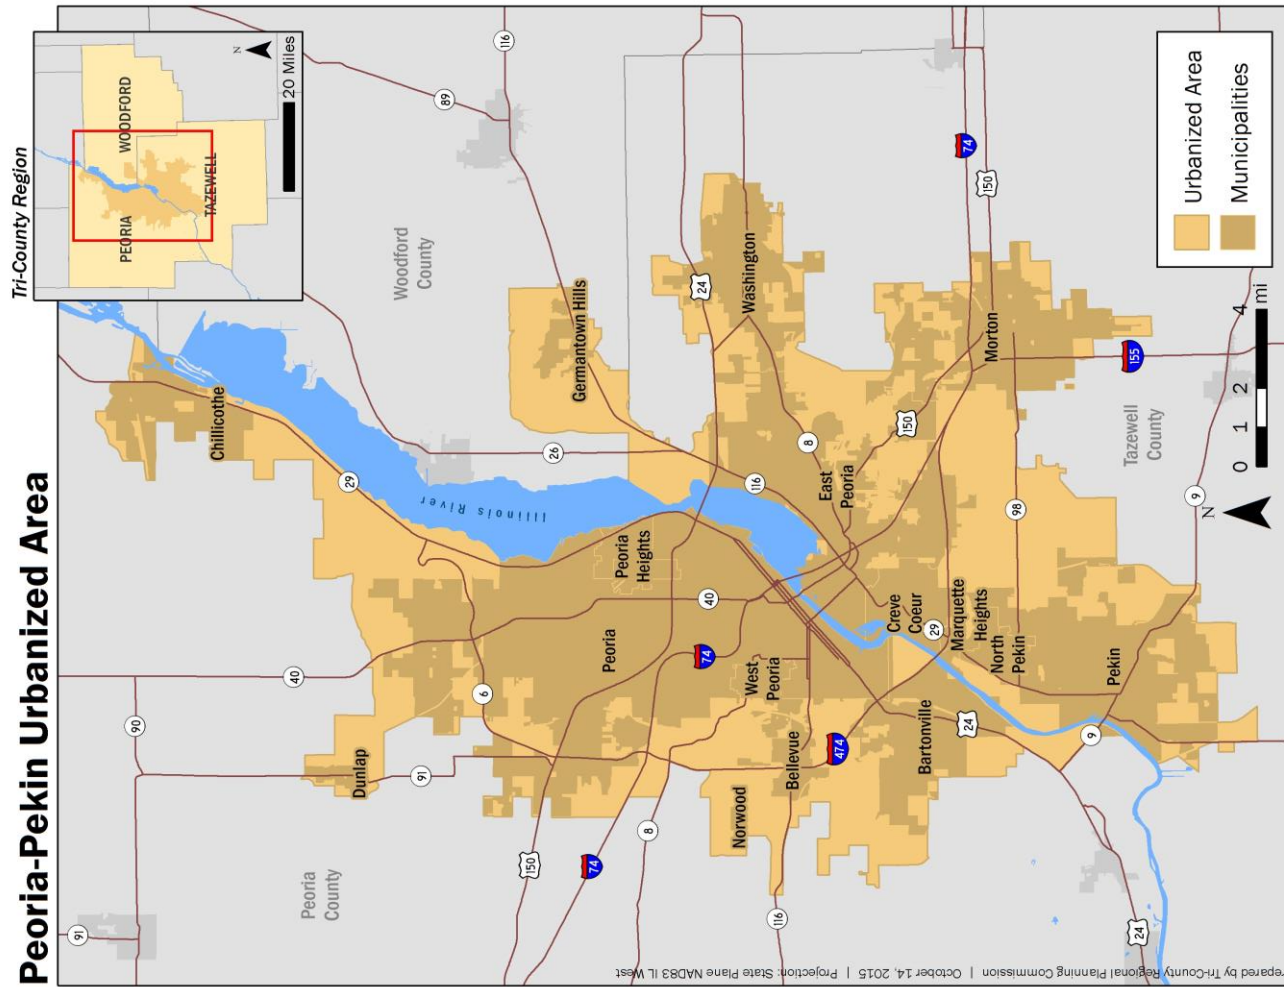 Peoria-Pekin Urbanized Area
Tri-County Region
PEORIA
WOODFORD
TAZEWELL
N
20 Miles
91
90
40
89
116
Chillicothe
29
Woodford
County
Peoria
County
Dunlap
91
40
6
26
Illinois River
Germantown Hills
150
74
8
Peoria
Peoria
Heights
40
74
24
Washington
116
8
East
Peoria
150
74
150
West
Peoria
Norwood
Bellevue
116
474
Bartonville
Creve
Coeur
29
Marquette
Heights
North
Pekin
98
Morton
155
24
9
Pekin
9
24
Tazewell
County
N
0 1 2 4
mi
Urbanized Area
Municipalities
Prepared by Tri-County Regional Planning Commission | October 14, 2015 | Projection: State Plane NAD83 IL West